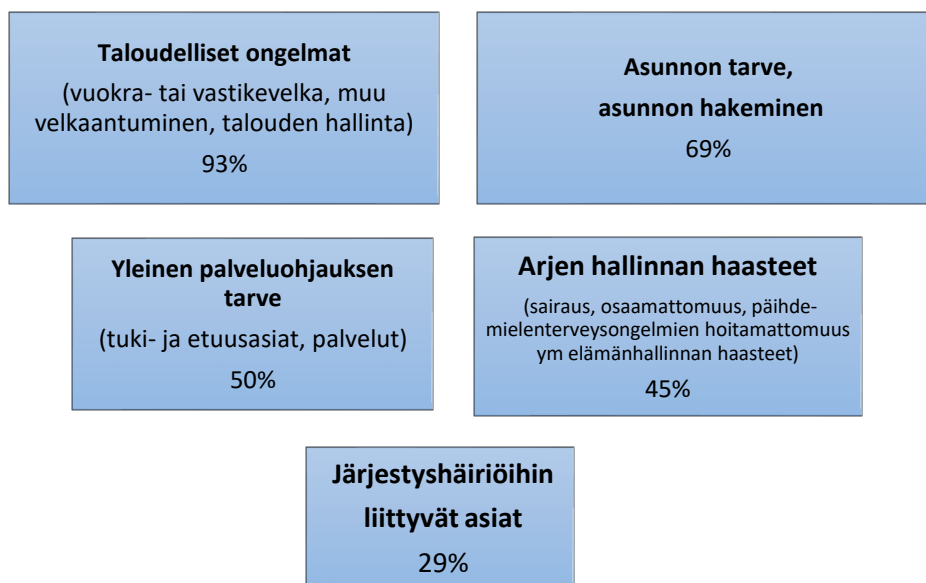 Taloudelliset ongelmat
(vuokra- tai vastikevelka, muu
velkaantuminen, talouden hallinta)
93%
Asunnon tarve,
asunnon hakeminen
69%
Yleinen palveluohjauksen
tarve
(tuki- ja etuusasiat, palvelut)
50%
Arjen hallinnan haasteet
(sairaus, osaamattomuus, päihde-
mielenterveysongelmien hoitamattomuus
ym elämänhallinnan haasteet)
45%
Järjestyshäiriöihin
liittyvät asiat
29%